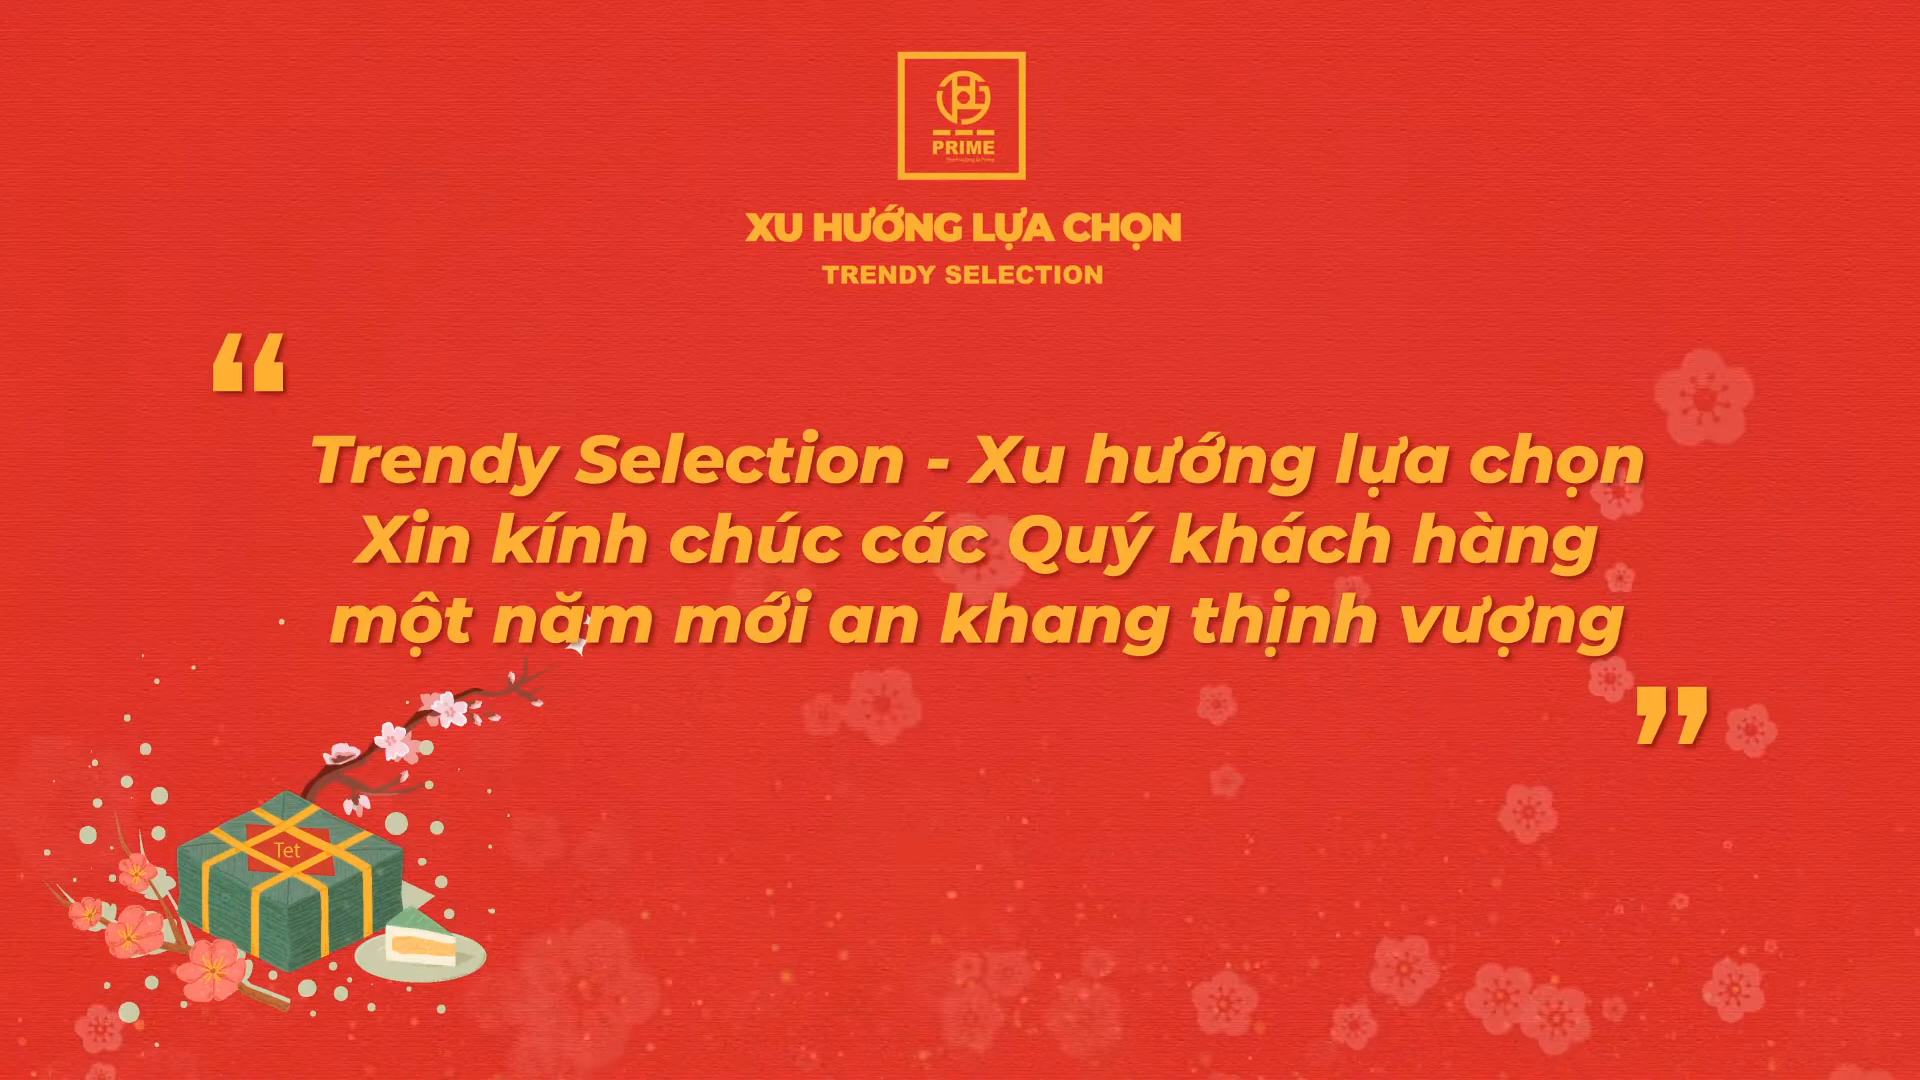 PRIME
XU HƯỚNG LỰA CHỌN
TRENDY SELECTION
“
Trendy Selection - Xu hướng lựa chọn
Xin kính chúc các Quý khách hàng
một năm mới an khang thịnh vượng
”
Tet